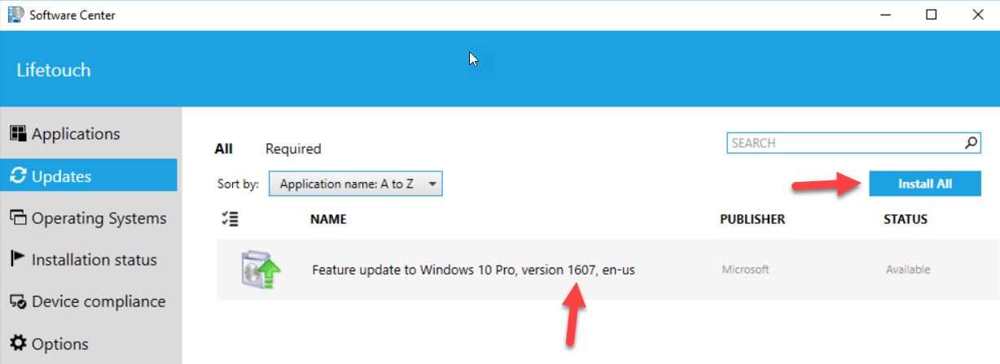 Software Center
Lifetouch
Applications
Updates
Operating Systems
Installation status
Device compliance
Options
All Required
SEARCH
Sort by: Application name: A to Z
Install All
NAME PUBLISHER STATUS
Feature update to Windows 10 Pro, version 1607, en-us Microsoft Available